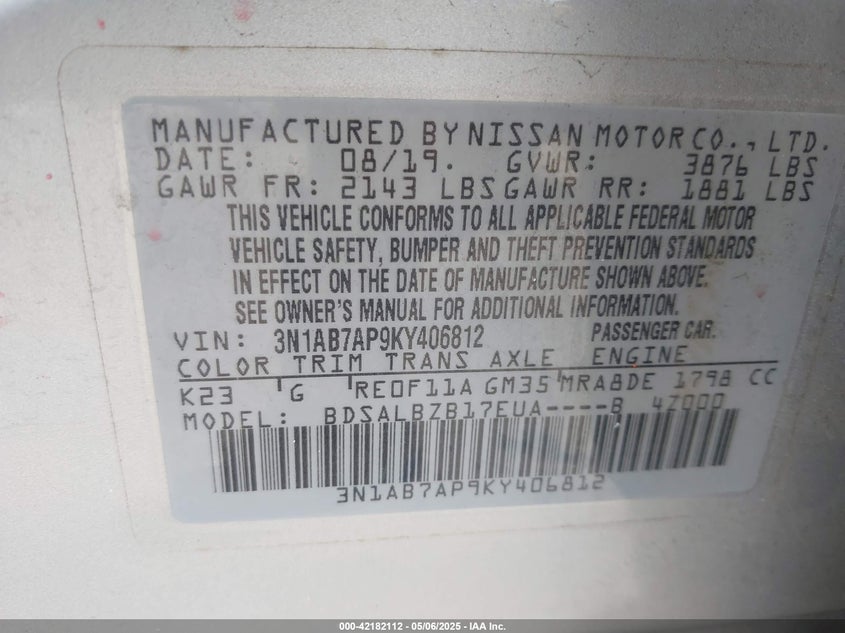 MANUFACTURED BY NISSAN MOTOR CO., LTD.
DATE: 08/19. GVWR: 3876 LBS
GAWR FR: 2143 LBS GAWR RR: 1881 LBS
THIS VEHICLE CONFORMS TO ALL APPLICABLE FEDERAL MOTOR
VEHICLE SAFETY, BUMPER AND THEFT PREVENTION STANDARDS
IN EFFECT ON THE DATE OF MANUFACTURE SHOWN ABOVE.
SEE OWNER'S MANUAL FOR ADDITIONAL INFORMATION.
VIN: 3N1AB7AP9KY406812 PASSENGER CAR.
COLOR TRIM TRANS AXLE ENGINE
K23 G RE0F11A GM35 MRA8DE 1798 CC
MODEL: BDSALBZB17EUA----B 47000
3N1AB7AP9KY406812
000-42182112 - 05/06/2025 - IAA Inc.